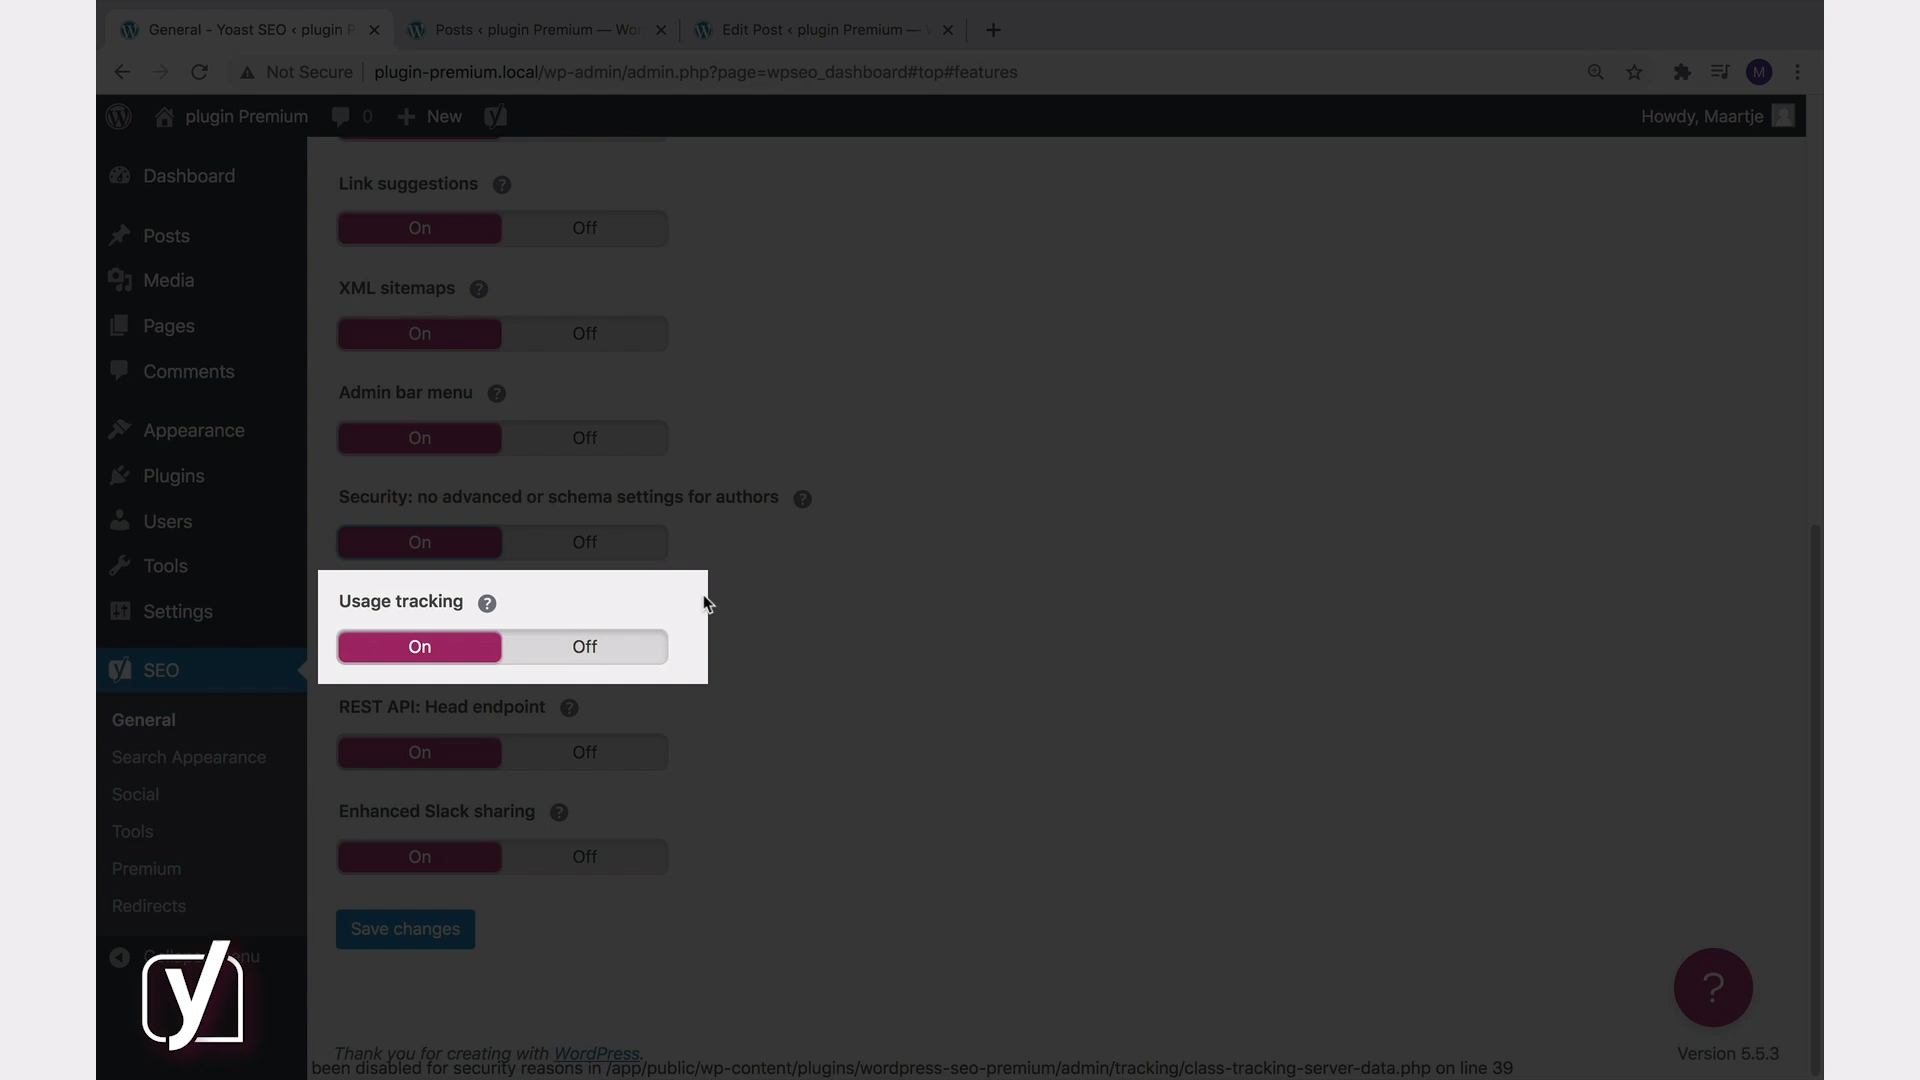 General - Yoast SEO ‹ plugin P
Posts ‹ plugin Premium — Wo
Edit Post ‹ plugin Premium —
Not Secure
plugin-premium.local/wp-admin/admin.php?page=wpseo_dashboard#top#features
M
plugin Premium
0
New
Howdy, Maartje
Dashboard
Posts
Media
Pages
Comments
Appearance
Plugins
Users
Tools
Settings
SEO
General
Search Appearance
Social
Tools
Premium
Redirects
Link suggestions ?
On Off
XML sitemaps ?
On Off
Admin bar menu ?
On Off
Security: no advanced or schema settings for authors ?
On Off
Usage tracking ?
On Off
REST API: Head endpoint ?
On Off
Enhanced Slack sharing ?
On Off
Save changes
?
Thank you for creating with WordPress.
Version 5.5.3
been disabled for security reasons in /app/public/wp-content/plugins/wordpress-seo-premium/admin/tracking/class-tracking-server-data.php on line 39
y